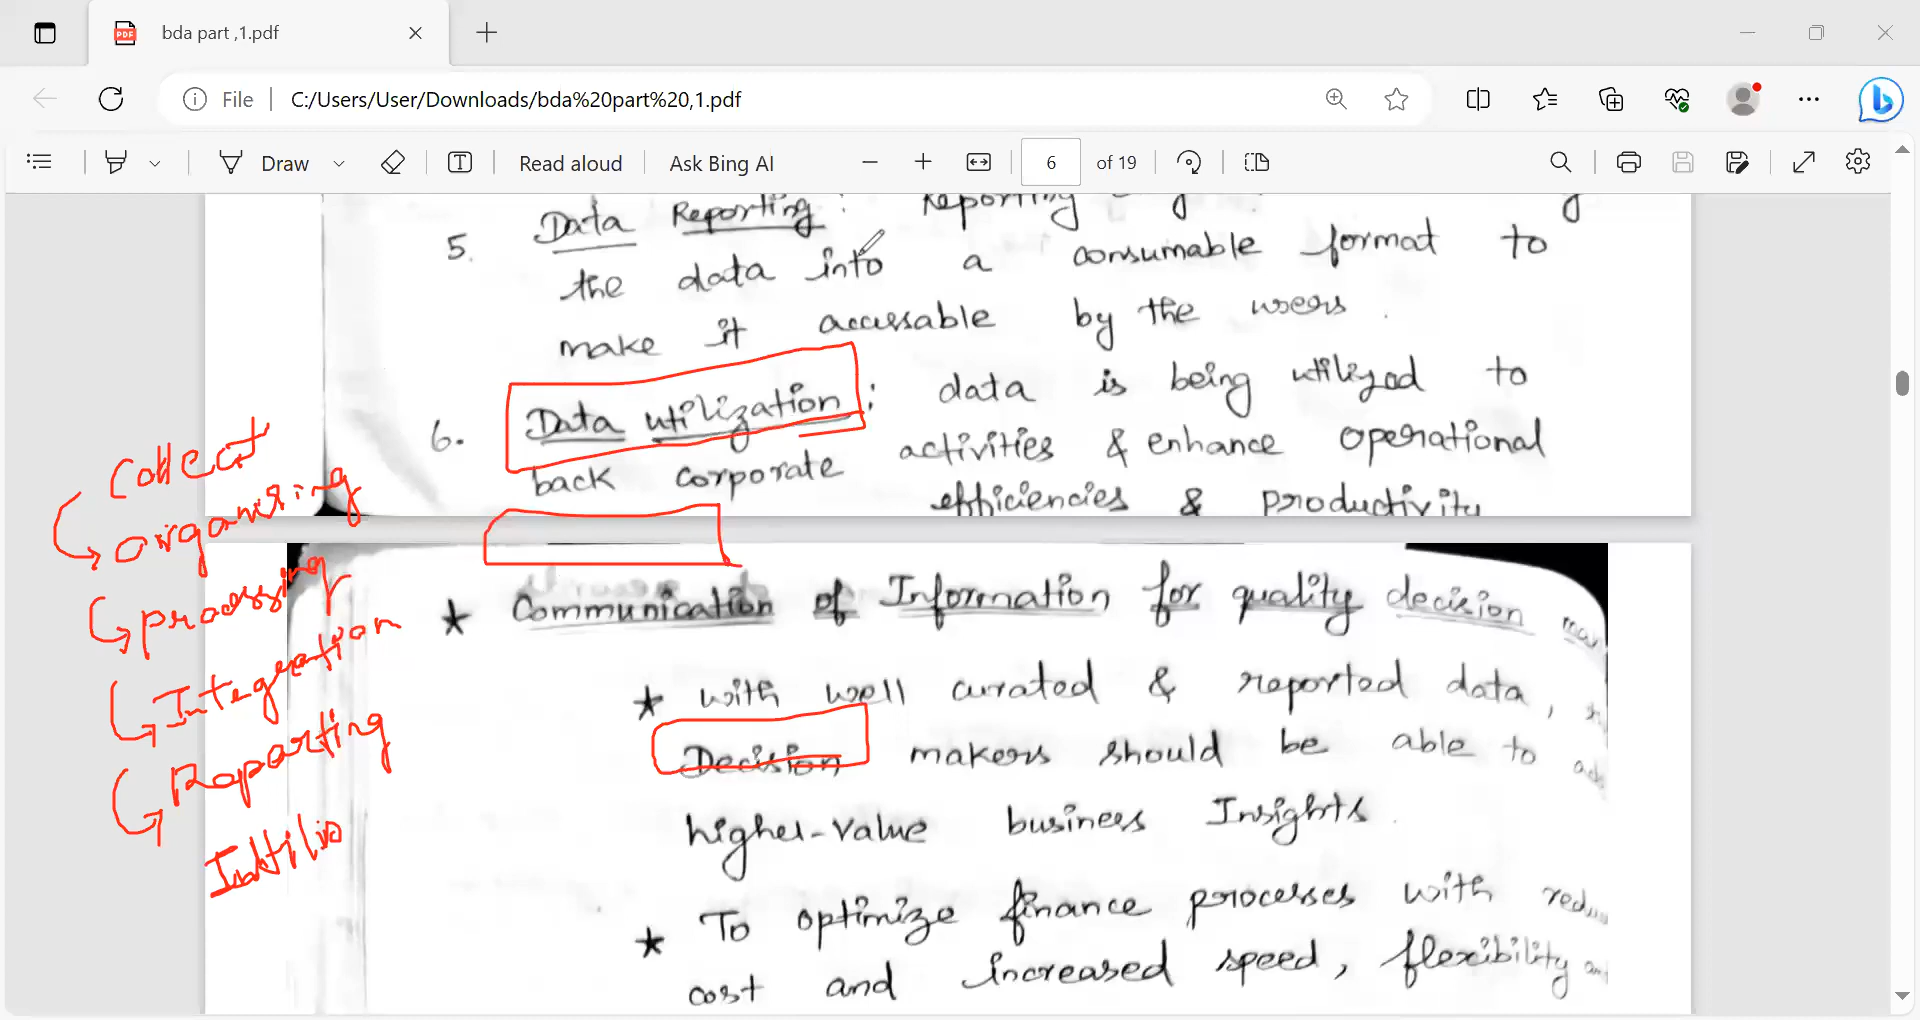 bda part ,1.pdf
File
C:/Users/User/Downloads/bda%20part%20,1.pdf
Draw
Read aloud
Ask Bing AI
6 of 19
5. Data Reporting : Reporting
the data into a consumable format to
make it accessable by the users .
6. Data utilization : data is being utilized to
back corporate activities & enhance operational
efficiencies & productivity
Collect
organising
processing
Integration
Reporting
★ Communication of Information for quality decision
★ with well curated & reported data ,
Decision makers should be able to
higher-value business Insights .
★ To optimize finance processes with
cost and increased speed , flexibility